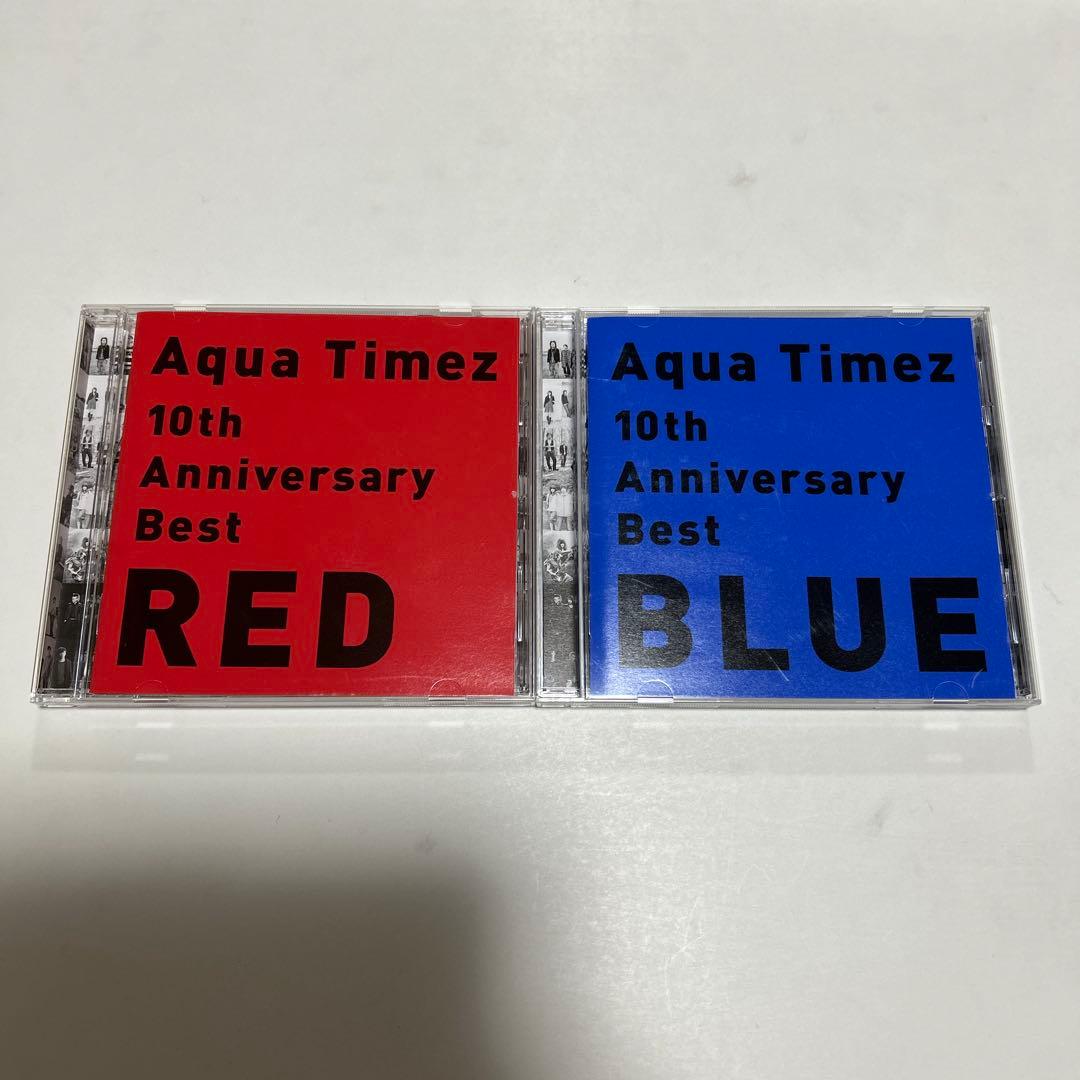 Aqua Timez
10th
Anniversary
Best
RED
Aqua Timez
10th
Anniversary
Best
BLUE